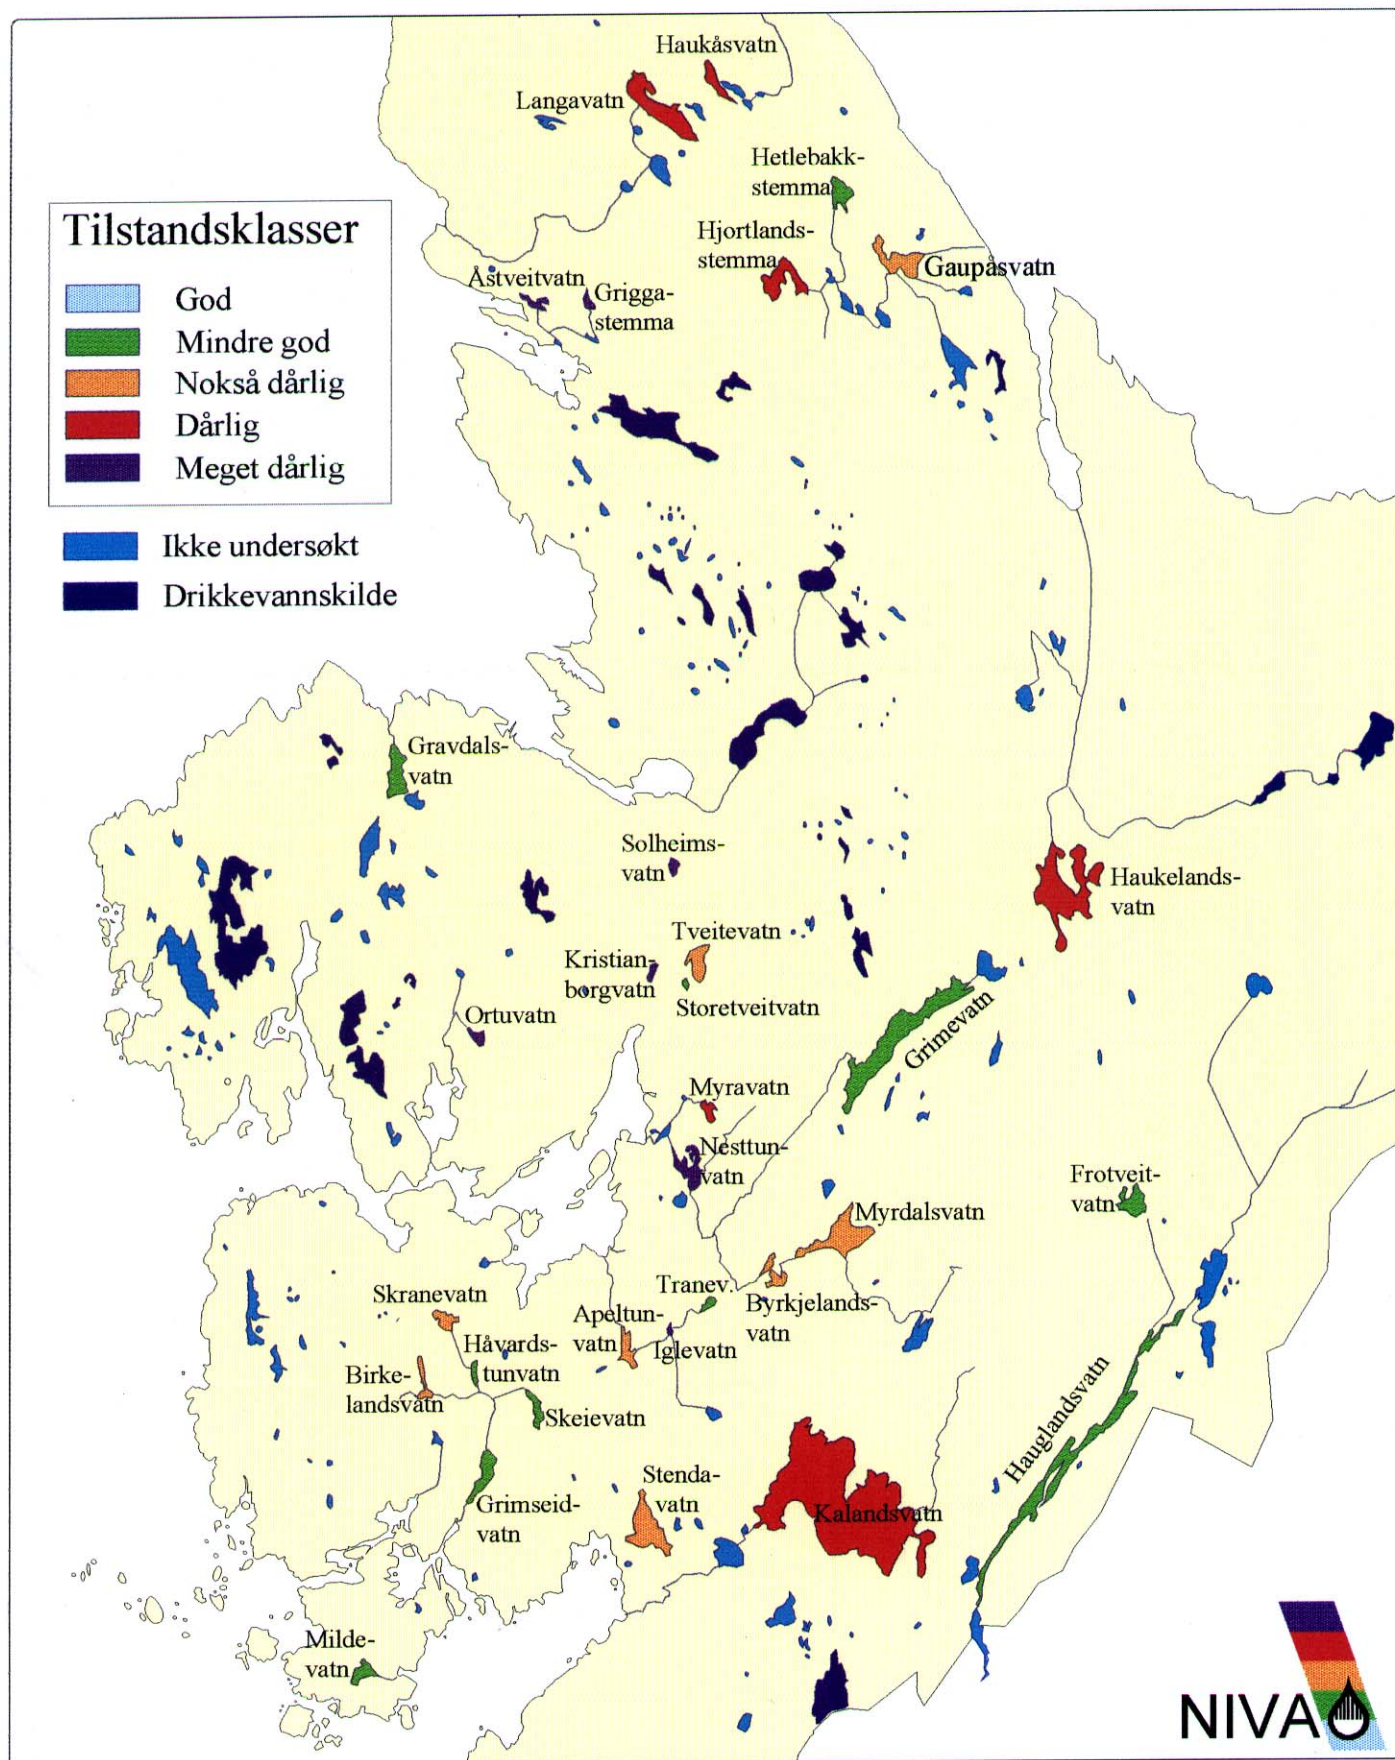 Haukåsvatn
Langavatn
Hetlebakk-
stemma
Hjortlands-
stemma
Gaupåsvatn
Tilstandsklasser
God
Mindre god
Nokså dårlig
Dårlig
Meget dårlig
Ikke undersøkt
Drikkevannskilde
Åstveitvatn
Grigga-
stemma
Gravdals-
vatn
Solheims-
vatn
Haukelands-
vatn
Tveitevatn
Kristian-
borgvatn
Storetveitvatn
Ortuvatn
Grimevatn
Myravatn
Nesttun-
vatn
Frotveit-
vatn
Myrdalsvatn
Skranevatn
Tranev.
Byrkjelands-
vatn
Apeltun-
vatn
Iglevatn
Håvards-
tunvatn
Birke-
landsvatn
Skeievatn
Hauglandsvatn
Stenda-
vatn
Kalandsvatn
Grimseid-
vatn
Milde-
vatn
NIVA